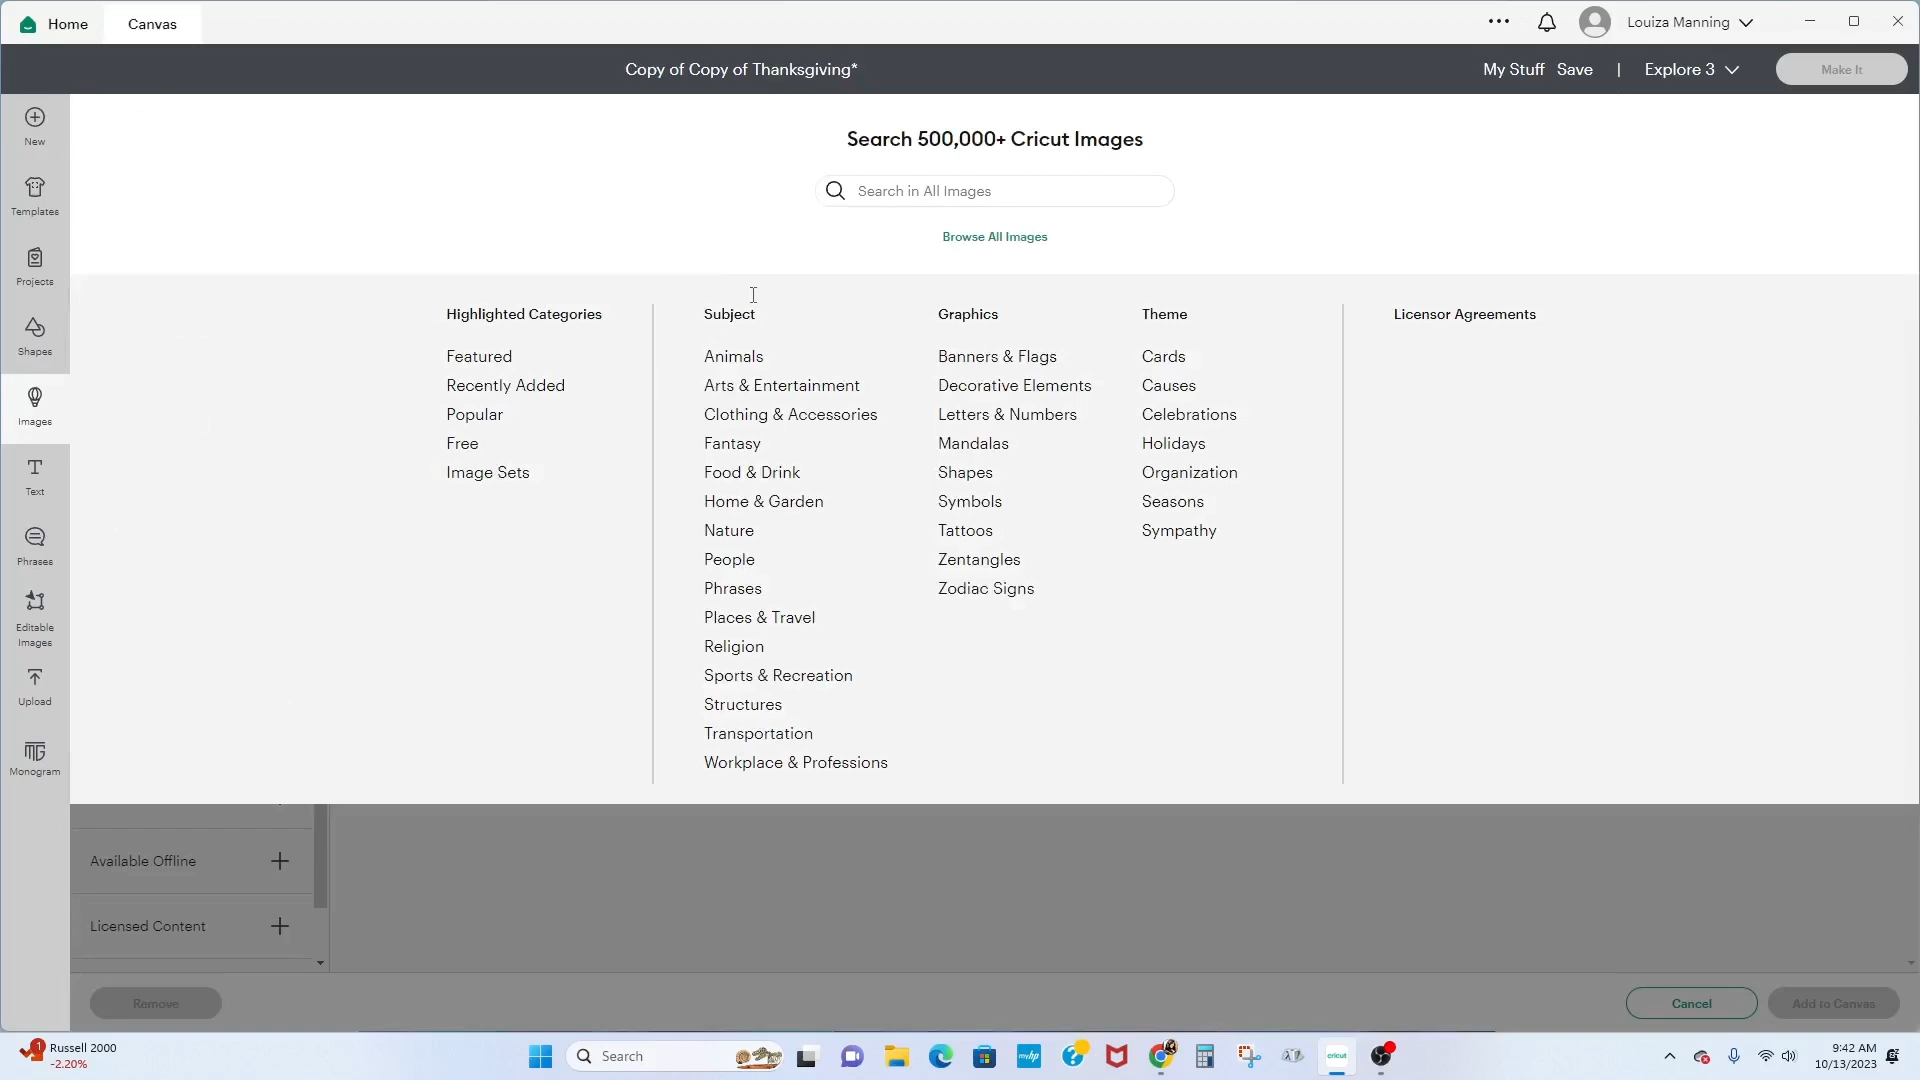 Home
Canvas
Louiza Manning
Copy of Copy of Thanksgiving*
My Stuff
Save
|
Explore 3
Make It
New
Templates
Projects
Shapes
Images
Text
Phrases
Editable
Images
Upload
Monogram
Search 500,000+ Cricut Images
Search in All Images
Browse All Images
Highlighted Categories
Featured
Recently Added
Popular
Free
Image Sets
Subject
Animals
Arts & Entertainment
Clothing & Accessories
Fantasy
Food & Drink
Home & Garden
Nature
People
Phrases
Places & Travel
Religion
Sports & Recreation
Structures
Transportation
Workplace & Professions
Graphics
Banners & Flags
Decorative Elements
Letters & Numbers
Mandalas
Shapes
Symbols
Tattoos
Zentangles
Zodiac Signs
Theme
Cards
Causes
Celebrations
Holidays
Organization
Seasons
Sympathy
Licensor Agreements
Available Offline
Licensed Content
Remove
Cancel
Add to Canvas
1
Russell 2000
-2.20%
Search
myhp
cricut
9:42 AM
10/13/2023